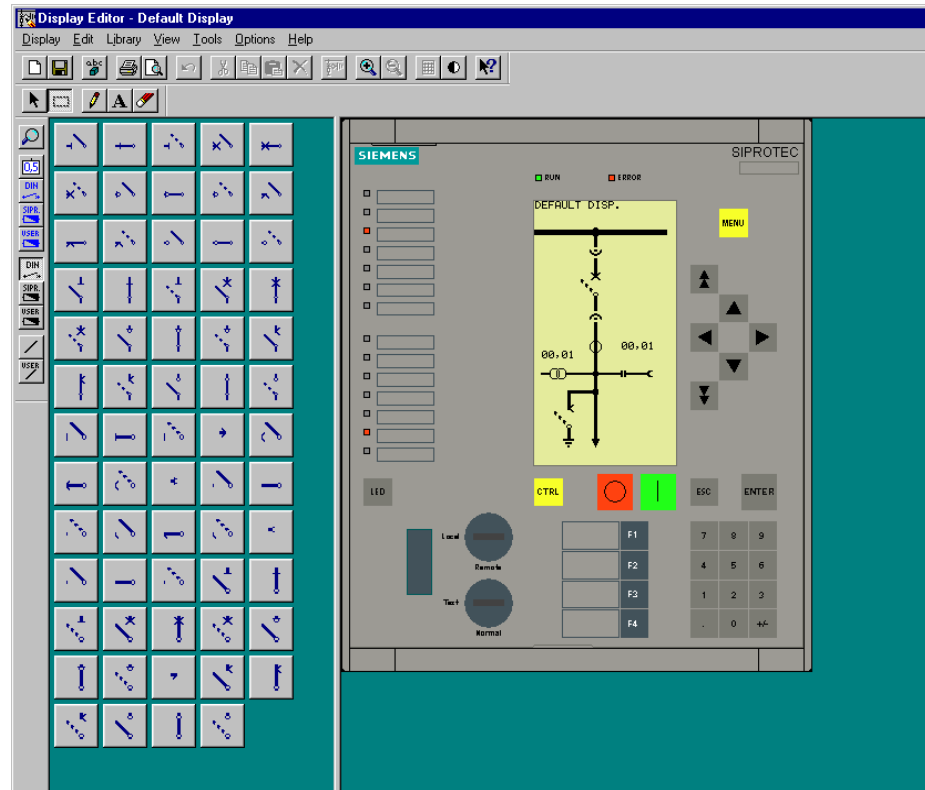 Display Editor - Default Display
Display Edit Library View Tools Options Help
abc
A
0,5
DIN
SIPR.
USER
DIN
SIPR.
USER
USER
SIEMENS
SIPROTEC
RUN ERROR
DEFAULT DISP.
MENU
00,01 00,01
LED CTRL ESC ENTER
Local
Remote
Test
Normal
F1
F2
F3
F4
7 8 9
4 5 6
1 2 3
. 0 +/-